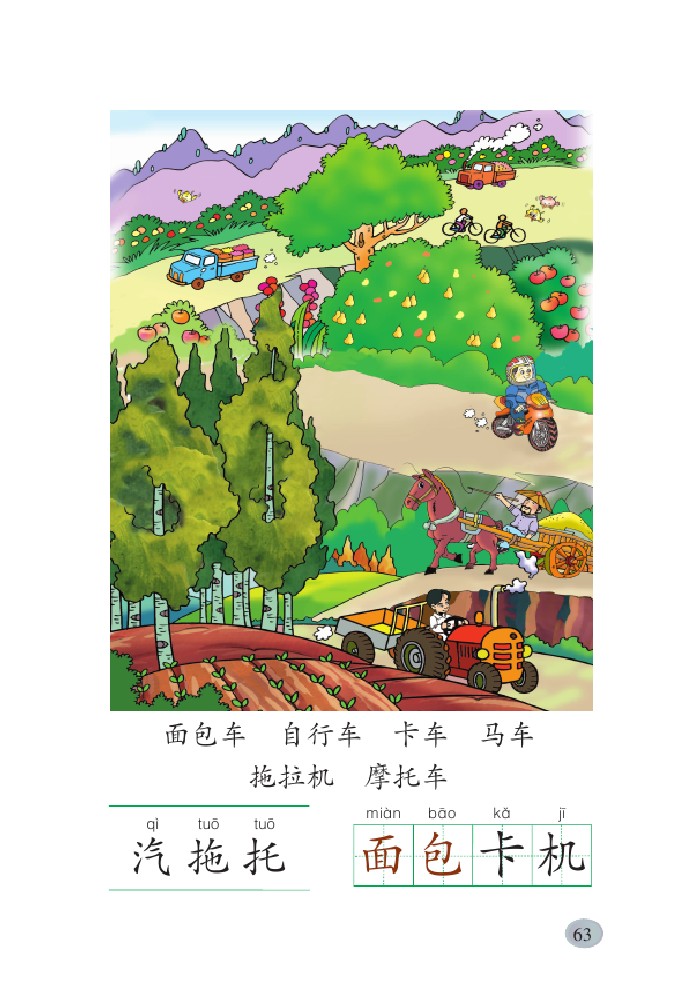 面包车 自行车 卡车 马车
拖拉机 摩托车
qì tuō tuō
汽拖托
miàn bāo kǎ jī
面包卡机
63